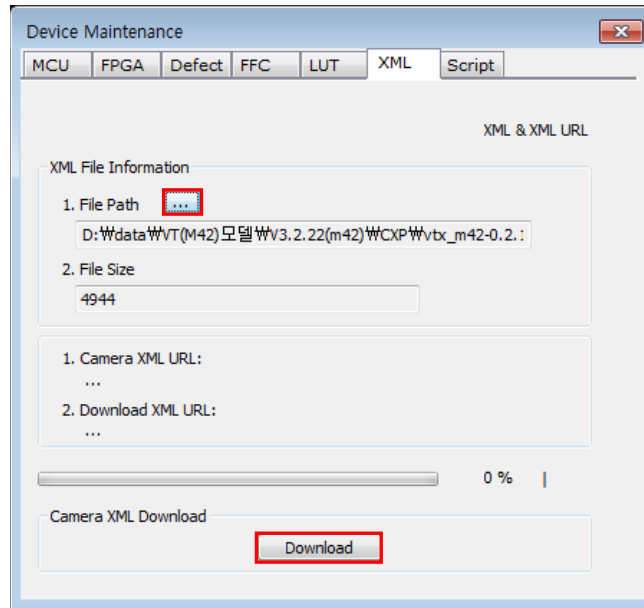 Device Maintenance
MCU FPGA Defect FFC LUT XML Script
XML & XML URL
XML File Information
1. File Path ...
D:₩data₩VT(M42)모델₩V3.2.22(m42)₩CXP₩vtx_m42-0.2.1
2. File Size
4944
1. Camera XML URL:
...
2. Download XML URL:
...
0 % |
Camera XML Download
Download